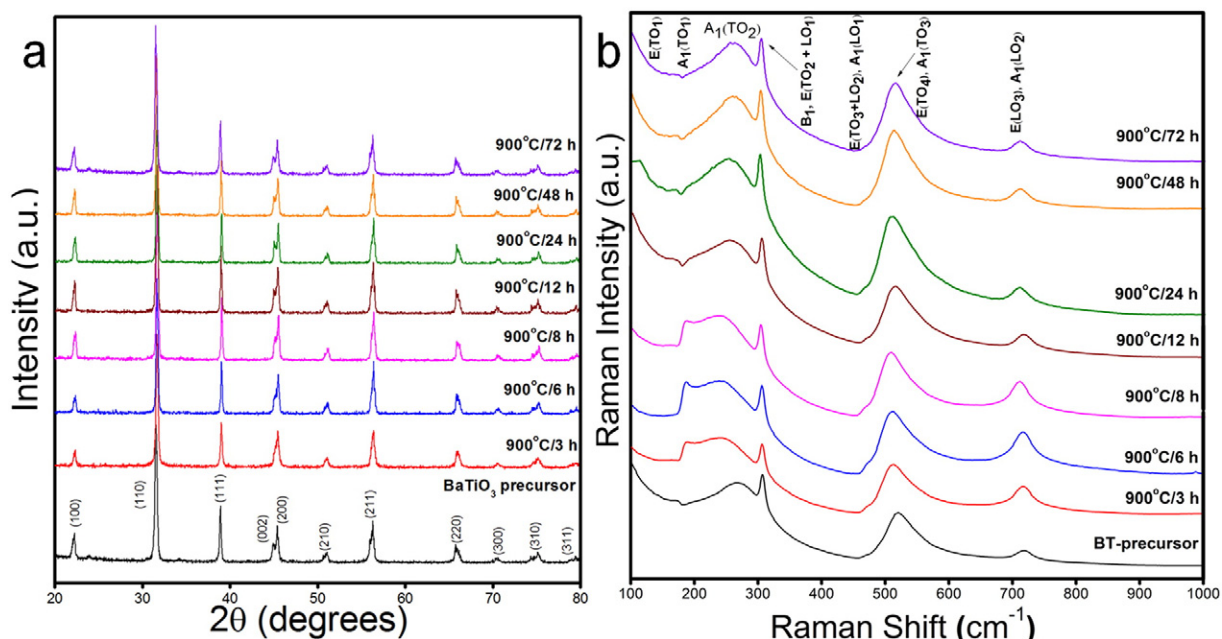 a
Intensity (a.u.)
900°C/72 h
900°C/48 h
900°C/24 h
900°C/12 h
900°C/8 h
900°C/6 h
900°C/3 h
BaTiO₃ precursor
(100)
(110)
(111)
(002)
(200)
(210)
(211)
(220)
(300)
(310)
(311)
20 30 40 50 60 70 80
2θ (degrees)
b
Raman Intensity (a.u.)
E(TO₁)
A₁(TO₁)
A₁(TO₂)
B₁, E(TO₂ + LO₁)
E(TO₃+LO₂), A₁(LO₁)
E(TO₄), A₁(TO₃)
E(LO₃), A₁(LO₂)
900°C/72 h
900°C/48 h
900°C/24 h
900°C/12 h
900°C/8 h
900°C/6 h
900°C/3 h
BT-precursor
100 200 300 400 500 600 700 800 900 1000
Raman Shift (cm⁻¹)